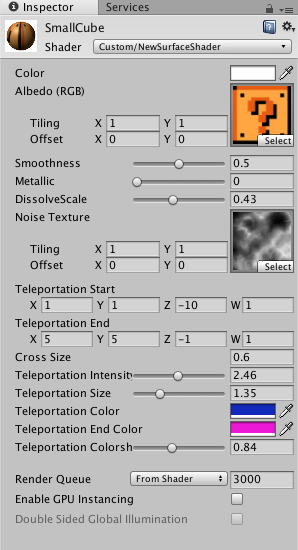 Inspector Services
SmallCube
Shader Custom/NewSurfaceShader
Color
Albedo (RGB)
Tiling X 1 Y 1
Offset X 0 Y 0
Select
Smoothness 0.5
Metallic 0
DissolveScale 0.43
Noise Texture
Tiling X 1 Y 1
Offset X 0 Y 0
Select
Teleportation Start
X 1 Y 1 Z -10 W 1
Teleportation End
X 5 Y 5 Z -1 W 1
Cross Size 0.6
Teleportation Intensity 2.46
Teleportation Size 1.35
Teleportation Color
Teleportation End Color
Teleportation Colorsh 0.84
Render Queue From Shader 3000
Enable GPU Instancing
Double Sided Global Illumination